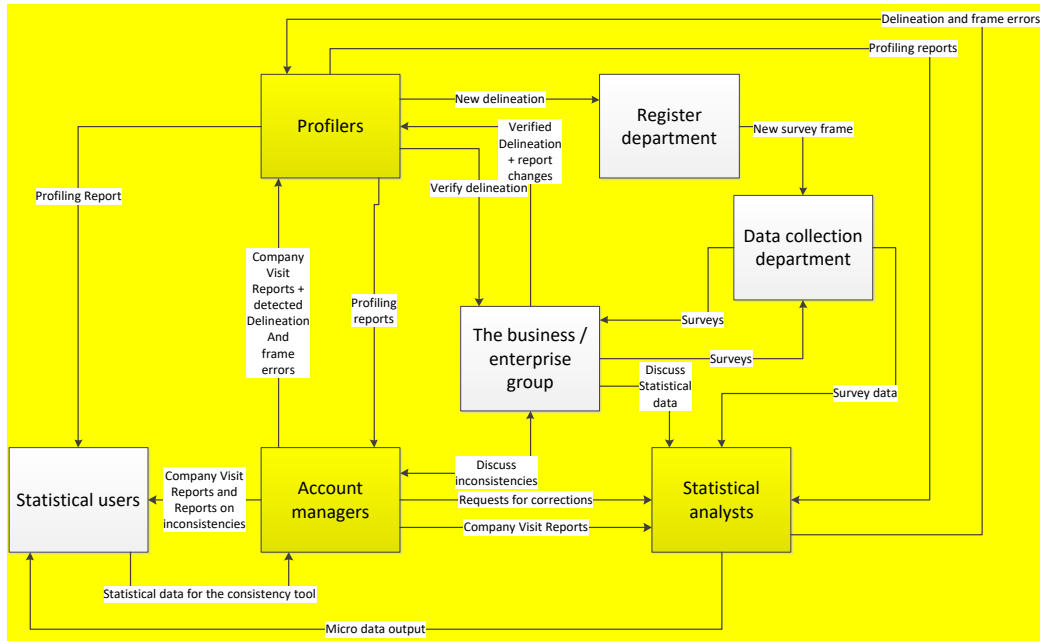 Delineation and frame errors
Profiling reports
Profilers
New delineation
Register
department
Verified
Delineation
+ report
changes
New survey frame
Verify delineation
Profiling Report
Data collection
department
Company
Visit
Reports +
detected
Delineation
And
frame
errors
Profiling
reports
Surveys
The business /
enterprise
group
Surveys
Discuss
Statistical
data
Survey data
Statistical users
Company Visit
Reports and
Reports on
inconsistencies
Account
managers
Discuss
inconsistencies
Requests for corrections
Company Visit Reports
Statistical
analysts
Statistical data for the consistency tool
Micro data output